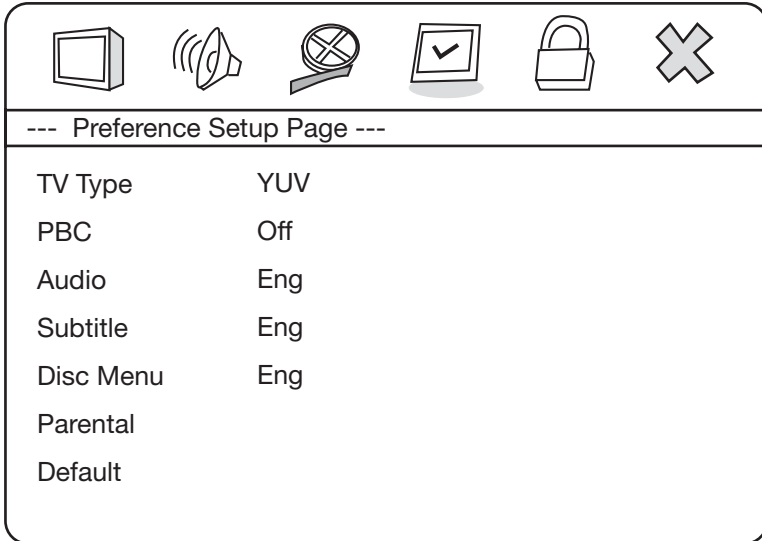 --- Preference Setup Page ---
TV Type YUV
PBC Off
Audio Eng
Subtitle Eng
Disc Menu Eng
Parental
Default